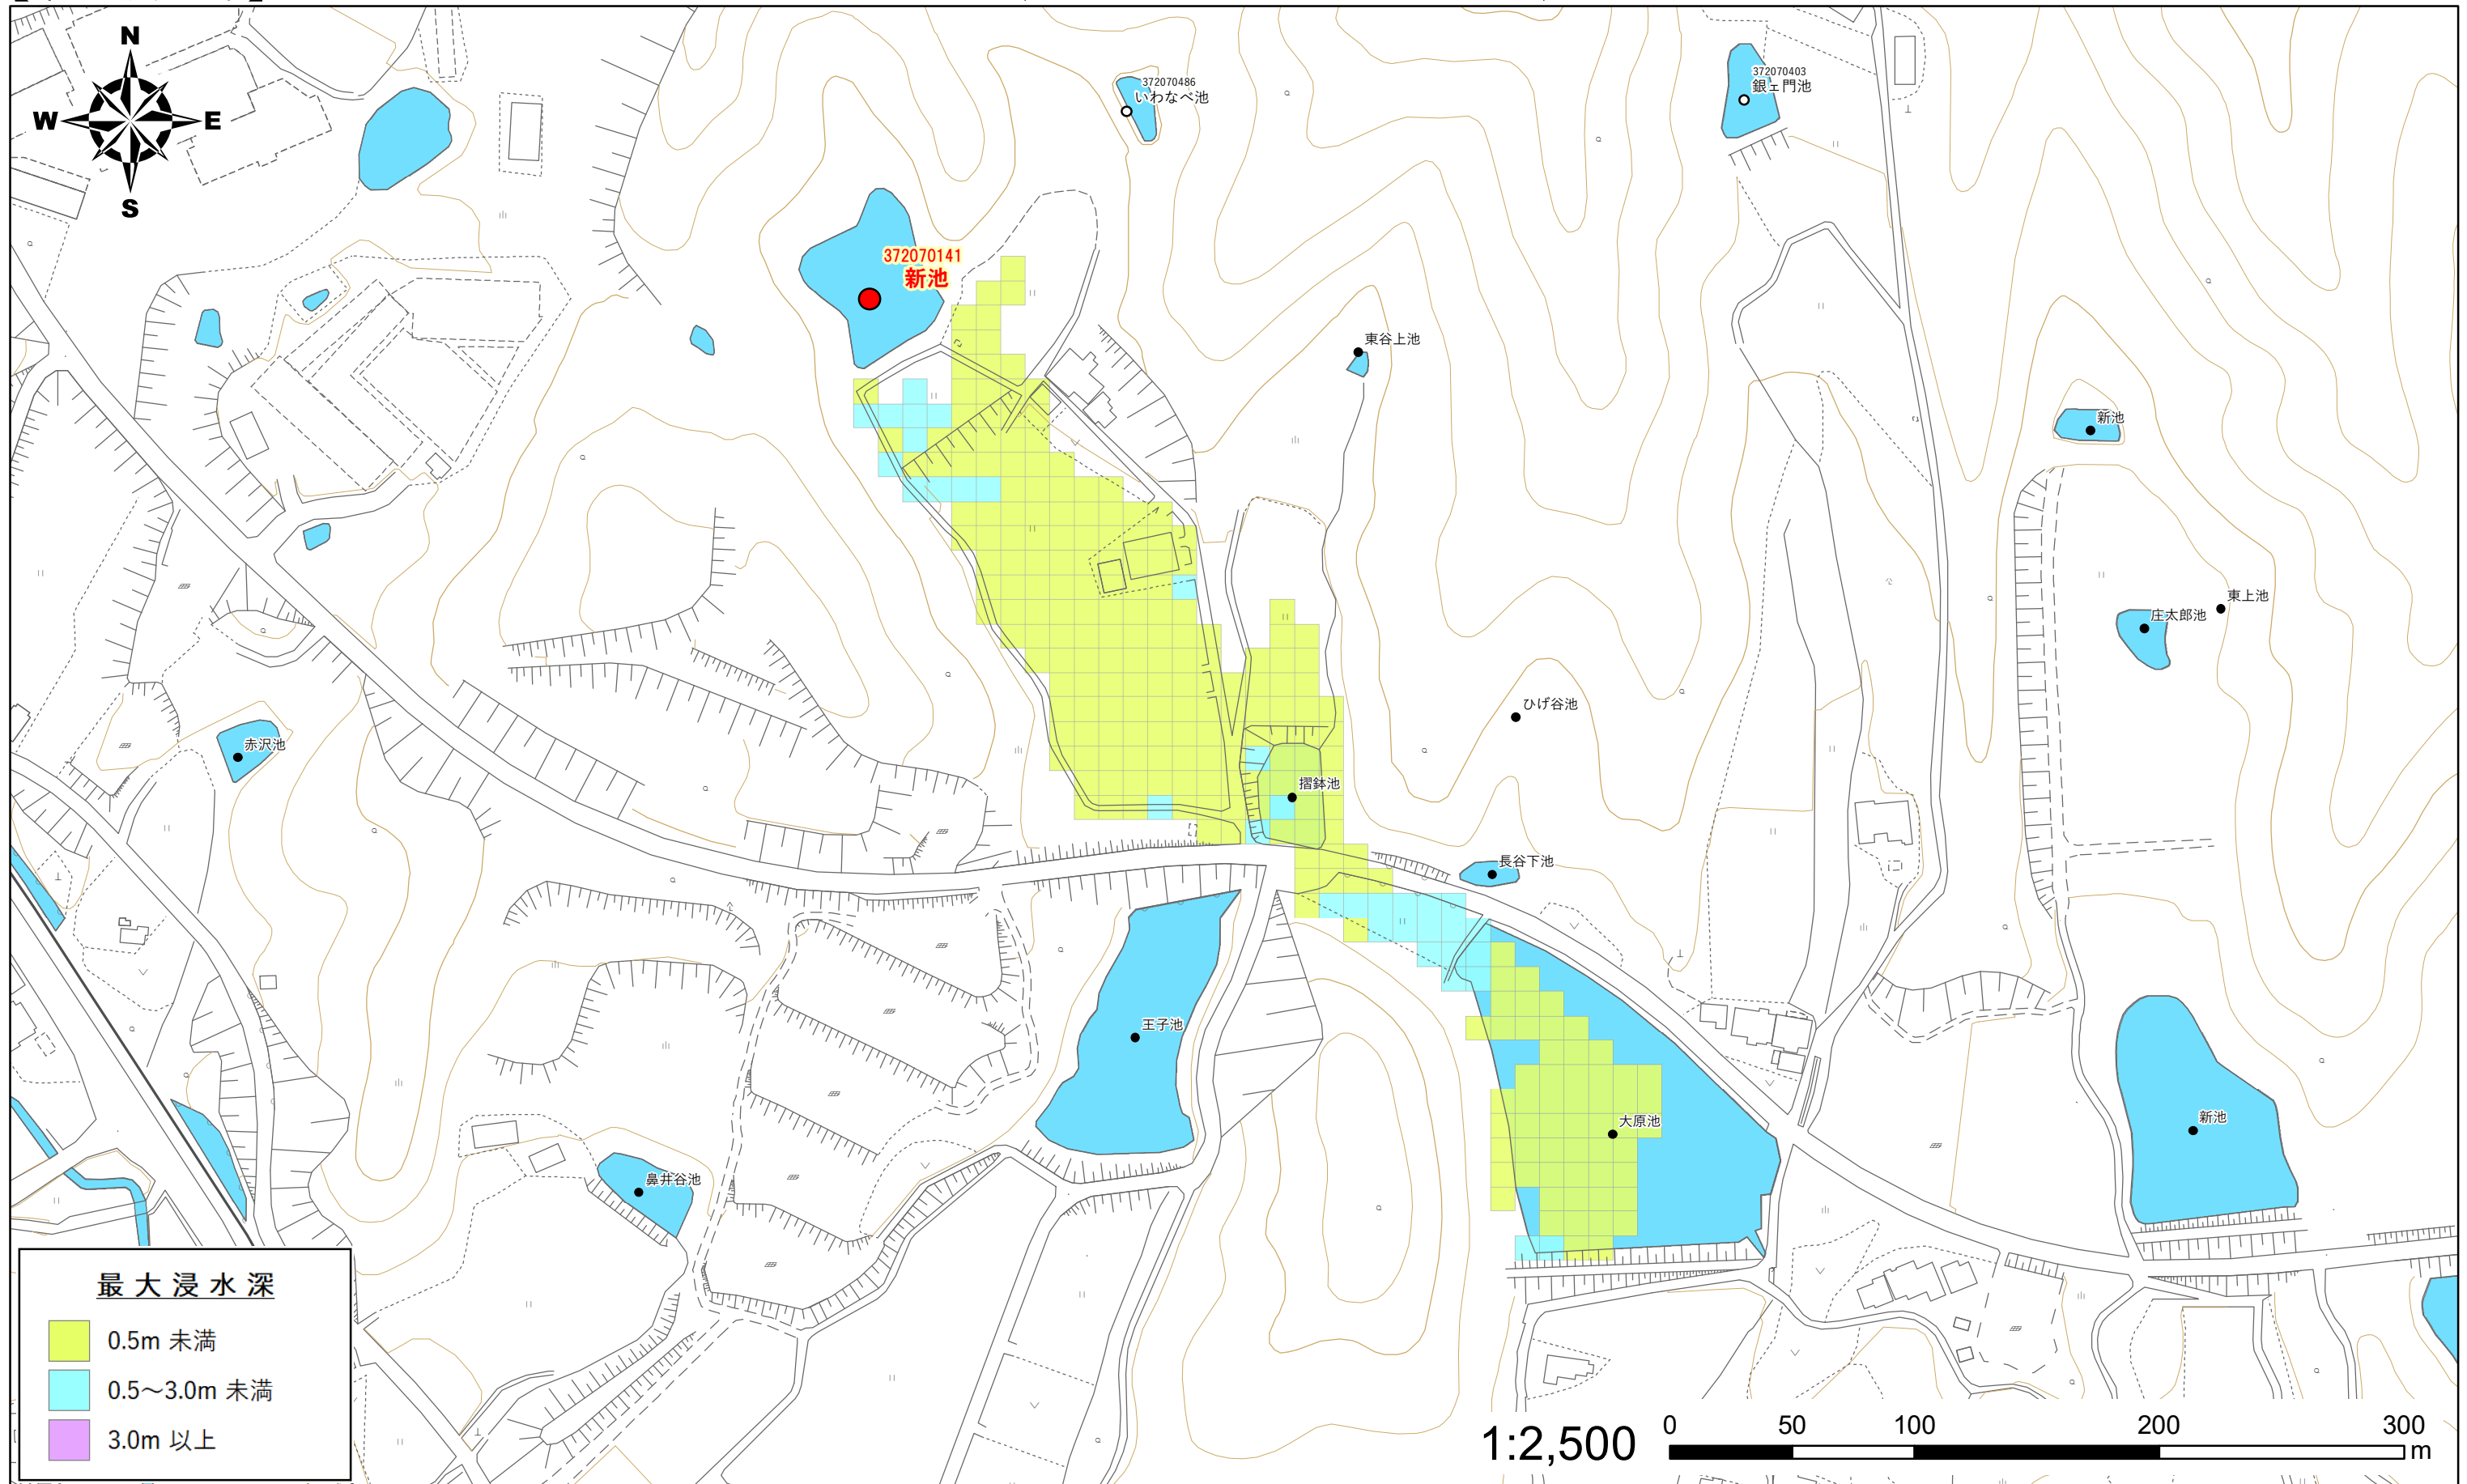 N
W
E
S
372070486
いわなべ池
372070403
銀ェ門池
372070141
新池
東谷上池
新池
東上池
庄太郎池
ひげ谷池
赤沢池
摺鉢池
長谷下池
王子池
大原池
新池
鼻井谷池
最大浸水深
0.5m 未満
0.5～3.0m 未満
3.0m 以上
1:2,500
0 50 100 200 300
m